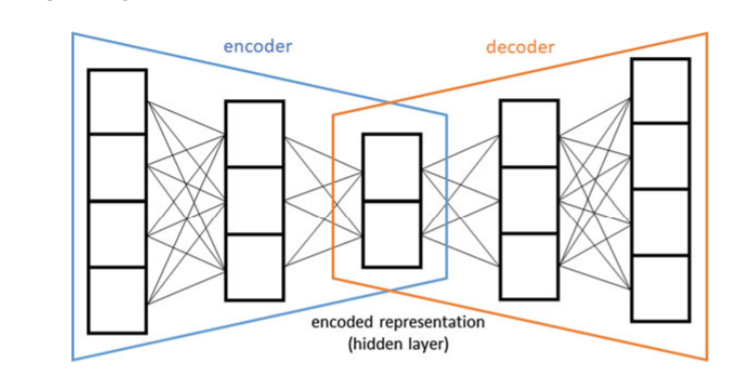 encoder
decoder
encoded representation
(hidden layer)